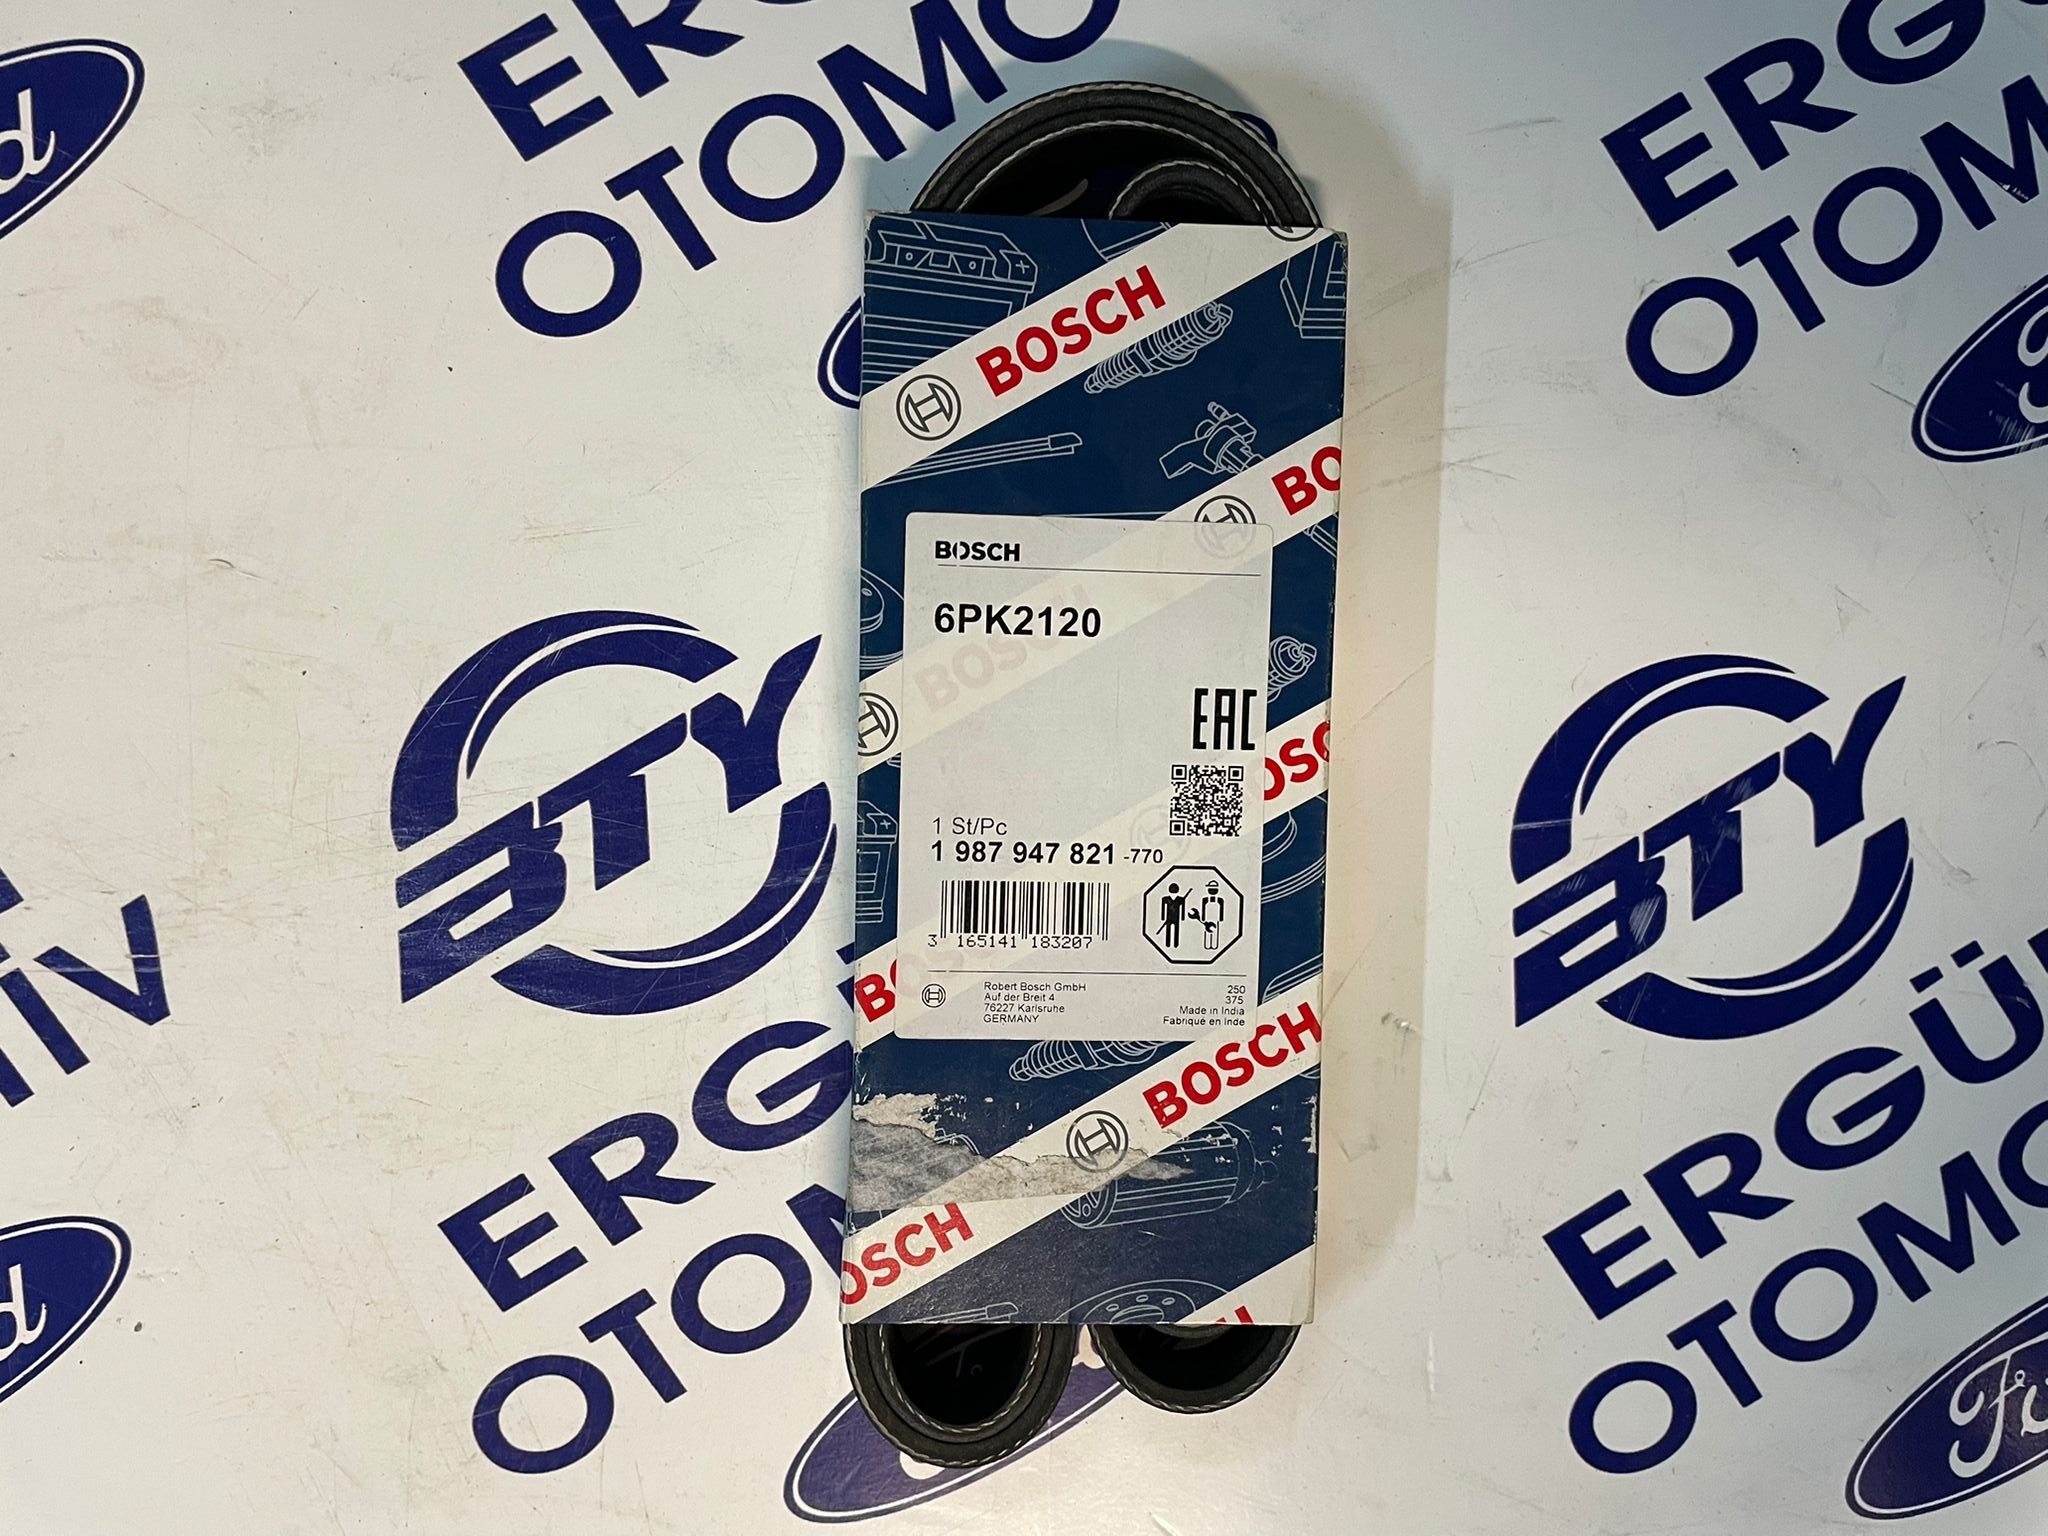 BOSCH
BOSCH
6PK2120
BOSCH
EAC
1 St/Pc
1 987 947 821 -770
3 165141 183207
Robert Bosch GmbH
Auf der Breit 4
76227 Karlsruhe
GERMANY
250
375
Made in India
Fabriqué en Inde
BOSCH
OSCH
OTOMO
BTY
BTY
ERG
OTOMO
ERG
OTOMO
ERGÜ
OTOMO